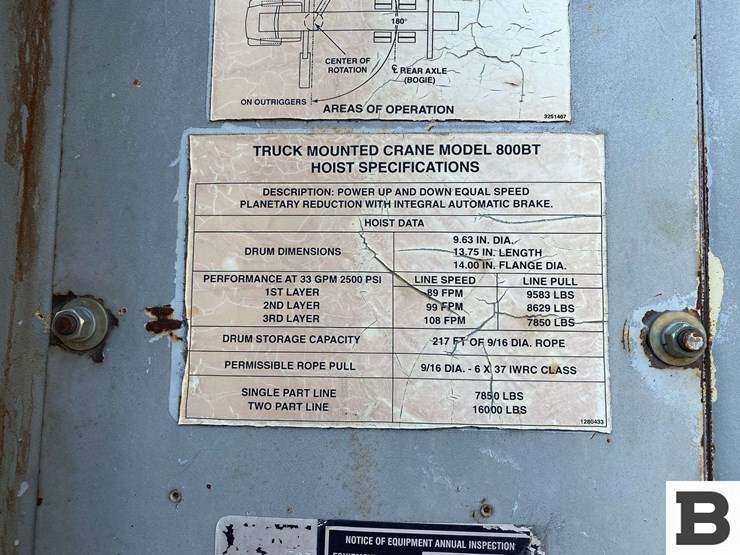 180°
CENTER OF
ROTATION
℄ REAR AXLE
(BOGIE)
ON OUTRIGGERS
AREAS OF OPERATION
3251467
TRUCK MOUNTED CRANE MODEL 800BT
HOIST SPECIFICATIONS
DESCRIPTION: POWER UP AND DOWN EQUAL SPEED
PLANETARY REDUCTION WITH INTEGRAL AUTOMATIC BRAKE.
HOIST DATA
DRUM DIMENSIONS
9.63 IN. DIA.
13.75 IN. LENGTH
14.00 IN. FLANGE DIA.
PERFORMANCE AT 33 GPM 2500 PSI LINE SPEED LINE PULL
1ST LAYER 89 FPM 9583 LBS
2ND LAYER 99 FPM 8629 LBS
3RD LAYER 108 FPM 7850 LBS
DRUM STORAGE CAPACITY 217 FT OF 9/16 DIA. ROPE
PERMISSIBLE ROPE PULL 9/16 DIA. - 6 X 37 IWRC CLASS
SINGLE PART LINE 7850 LBS
TWO PART LINE 16000 LBS
1280433
NOTICE OF EQUIPMENT ANNUAL INSPECTION
B